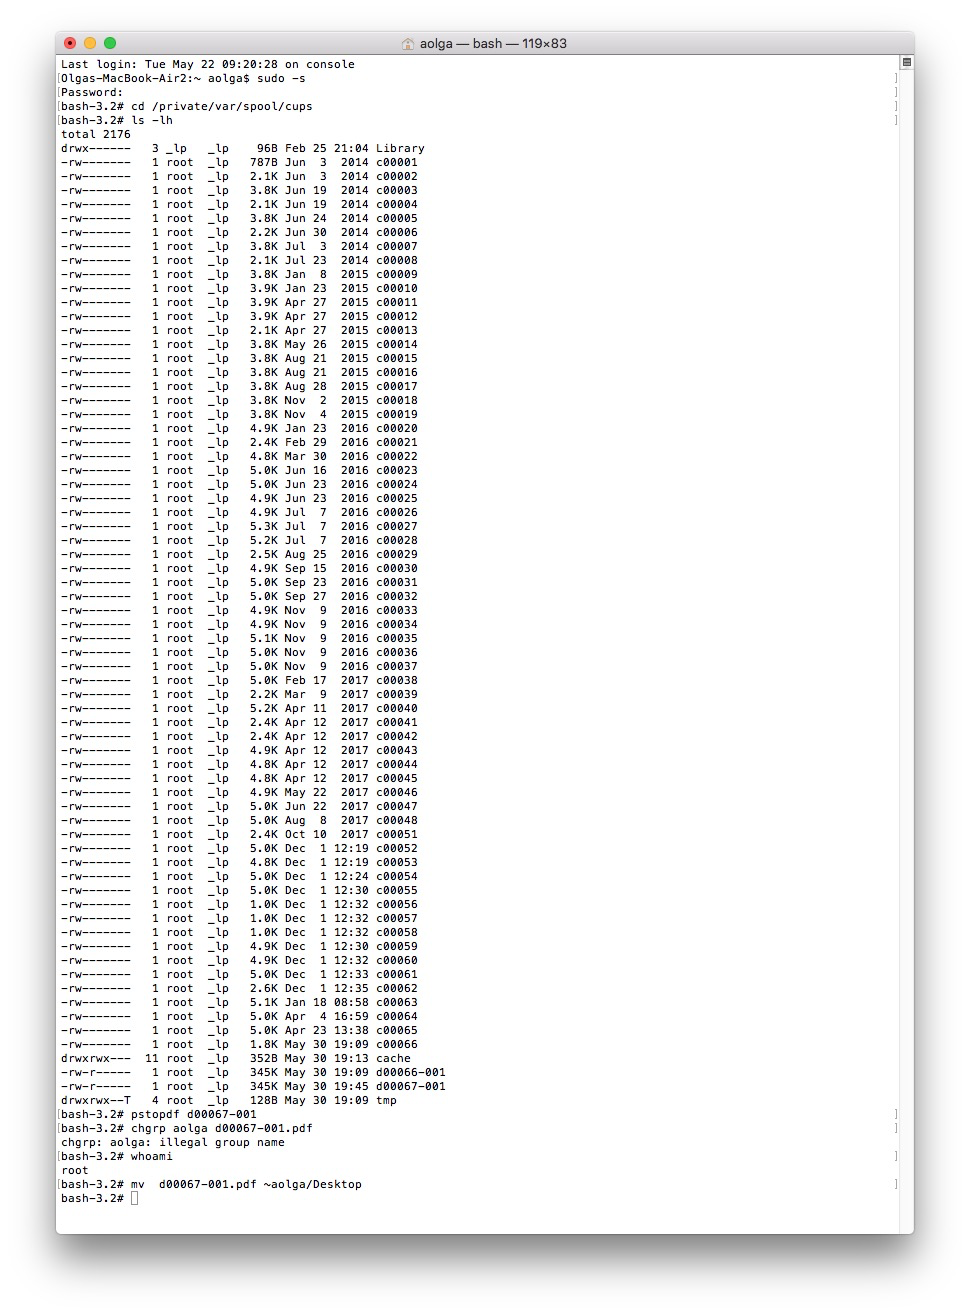 aolga — bash — 119×83
Last login: Tue May 22 09:20:28 on console
[Olgas-MacBook-Air2:~ aolga$ sudo -s ]
[Password: ]
[bash-3.2# cd /private/var/spool/cups ]
[bash-3.2# ls -lh ]
total 2176
drwx------   3 _lp   _lp    96B Feb 25 21:04 Library
-rw-------   1 root  _lp   787B Jun  3  2014 c00001
-rw-------   1 root  _lp   2.1K Jun  3  2014 c00002
-rw-------   1 root  _lp   3.8K Jun 19  2014 c00003
-rw-------   1 root  _lp   2.1K Jun 19  2014 c00004
-rw-------   1 root  _lp   3.8K Jun 24  2014 c00005
-rw-------   1 root  _lp   2.2K Jun 30  2014 c00006
-rw-------   1 root  _lp   3.8K Jul  3  2014 c00007
-rw-------   1 root  _lp   2.1K Jul 23  2014 c00008
-rw-------   1 root  _lp   3.8K Jan  8  2015 c00009
-rw-------   1 root  _lp   3.9K Jan 23  2015 c00010
-rw-------   1 root  _lp   3.9K Apr 27  2015 c00011
-rw-------   1 root  _lp   3.9K Apr 27  2015 c00012
-rw-------   1 root  _lp   2.1K Apr 27  2015 c00013
-rw-------   1 root  _lp   3.8K May 26  2015 c00014
-rw-------   1 root  _lp   3.8K Aug 21  2015 c00015
-rw-------   1 root  _lp   3.8K Aug 21  2015 c00016
-rw-------   1 root  _lp   3.8K Aug 28  2015 c00017
-rw-------   1 root  _lp   3.8K Nov  2  2015 c00018
-rw-------   1 root  _lp   3.8K Nov  4  2015 c00019
-rw-------   1 root  _lp   4.9K Jan 23  2016 c00020
-rw-------   1 root  _lp   2.4K Feb 29  2016 c00021
-rw-------   1 root  _lp   4.8K Mar 30  2016 c00022
-rw-------   1 root  _lp   5.0K Jun 16  2016 c00023
-rw-------   1 root  _lp   5.0K Jun 23  2016 c00024
-rw-------   1 root  _lp   4.9K Jun 23  2016 c00025
-rw-------   1 root  _lp   4.9K Jul  7  2016 c00026
-rw-------   1 root  _lp   5.3K Jul  7  2016 c00027
-rw-------   1 root  _lp   5.2K Jul  7  2016 c00028
-rw-------   1 root  _lp   2.5K Aug 25  2016 c00029
-rw-------   1 root  _lp   4.9K Sep 15  2016 c00030
-rw-------   1 root  _lp   5.0K Sep 23  2016 c00031
-rw-------   1 root  _lp   5.0K Sep 27  2016 c00032
-rw-------   1 root  _lp   4.9K Nov  9  2016 c00033
-rw-------   1 root  _lp   4.9K Nov  9  2016 c00034
-rw-------   1 root  _lp   5.1K Nov  9  2016 c00035
-rw-------   1 root  _lp   5.0K Nov  9  2016 c00036
-rw-------   1 root  _lp   5.0K Nov  9  2016 c00037
-rw-------   1 root  _lp   5.0K Feb 17  2017 c00038
-rw-------   1 root  _lp   2.2K Mar  9  2017 c00039
-rw-------   1 root  _lp   5.2K Apr 11  2017 c00040
-rw-------   1 root  _lp   2.4K Apr 12  2017 c00041
-rw-------   1 root  _lp   2.4K Apr 12  2017 c00042
-rw-------   1 root  _lp   4.9K Apr 12  2017 c00043
-rw-------   1 root  _lp   4.8K Apr 12  2017 c00044
-rw-------   1 root  _lp   4.8K Apr 12  2017 c00045
-rw-------   1 root  _lp   4.9K May 22  2017 c00046
-rw-------   1 root  _lp   5.0K Jun 22  2017 c00047
-rw-------   1 root  _lp   5.0K Aug  8  2017 c00048
-rw-------   1 root  _lp   2.4K Oct 10  2017 c00051
-rw-------   1 root  _lp   5.0K Dec  1 12:19 c00052
-rw-------   1 root  _lp   4.8K Dec  1 12:19 c00053
-rw-------   1 root  _lp   5.0K Dec  1 12:24 c00054
-rw-------   1 root  _lp   5.0K Dec  1 12:30 c00055
-rw-------   1 root  _lp   1.0K Dec  1 12:32 c00056
-rw-------   1 root  _lp   1.0K Dec  1 12:32 c00057
-rw-------   1 root  _lp   1.0K Dec  1 12:32 c00058
-rw-------   1 root  _lp   4.9K Dec  1 12:30 c00059
-rw-------   1 root  _lp   4.9K Dec  1 12:32 c00060
-rw-------   1 root  _lp   5.0K Dec  1 12:33 c00061
-rw-------   1 root  _lp   2.6K Dec  1 12:35 c00062
-rw-------   1 root  _lp   5.1K Jan 18 08:58 c00063
-rw-------   1 root  _lp   5.0K Apr  4 16:59 c00064
-rw-------   1 root  _lp   5.0K Apr 23 13:38 c00065
-rw-------   1 root  _lp   1.8K May 30 19:09 c00066
drwxrwx---  11 root  _lp   352B May 30 19:13 cache
-rw-r-----   1 root  _lp   345K May 30 19:09 d00066-001
-rw-r-----   1 root  _lp   345K May 30 19:45 d00067-001
drwxrwx--T   4 root  _lp   128B May 30 19:09 tmp
[bash-3.2# pstopdf d00067-001 ]
[bash-3.2# chgrp aolga d00067-001.pdf ]
chgrp: aolga: illegal group name
[bash-3.2# whoami ]
root
[bash-3.2# mv  d00067-001.pdf ~aolga/Desktop ]
bash-3.2#